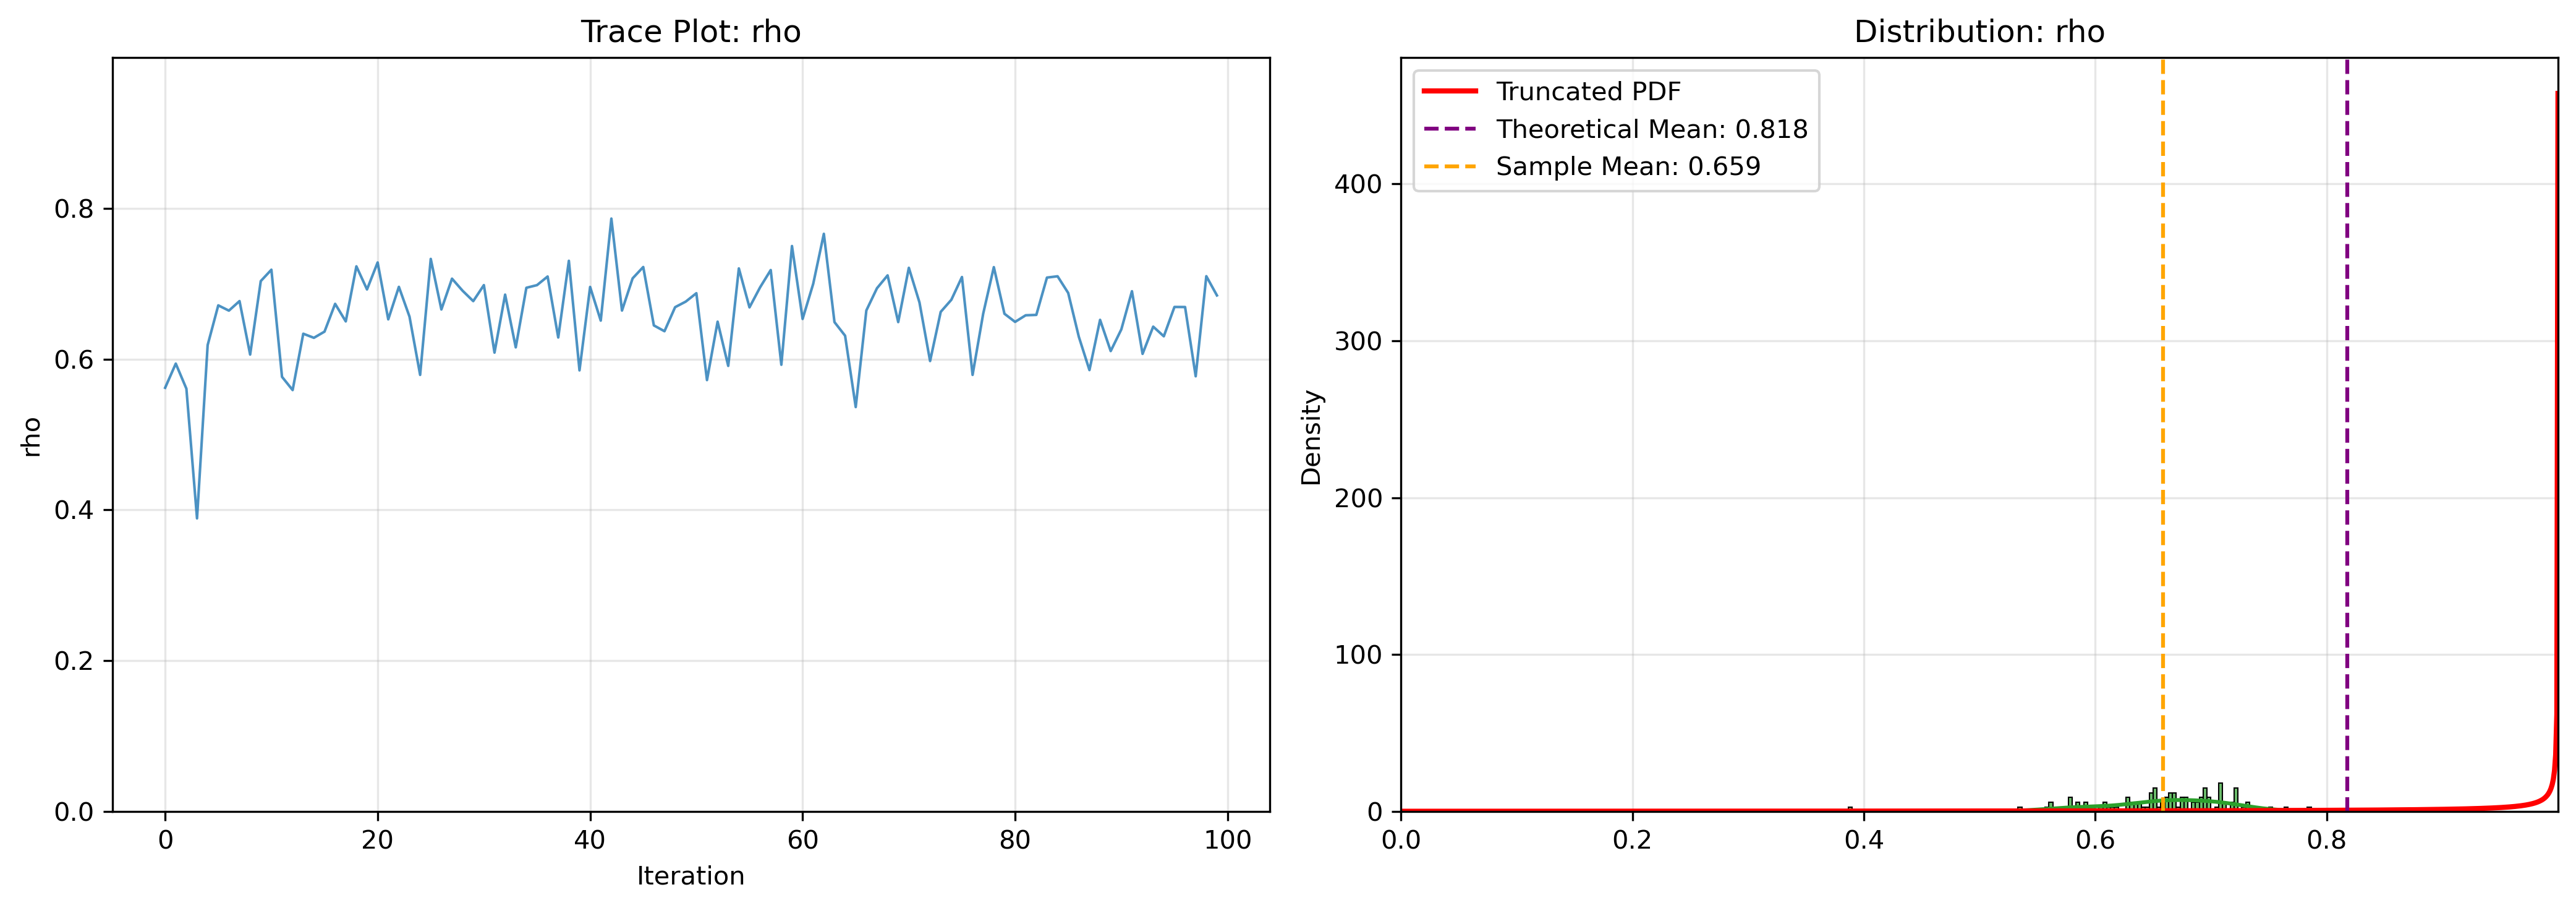 Trace Plot: rho
rho
0.8
0.6
0.4
0.2
0.0
0 20 40 60 80 100
Iteration
Distribution: rho
Truncated PDF
Theoretical Mean: 0.818
Sample Mean: 0.659
Density
400
300
200
100
0
0.0 0.2 0.4 0.6 0.8